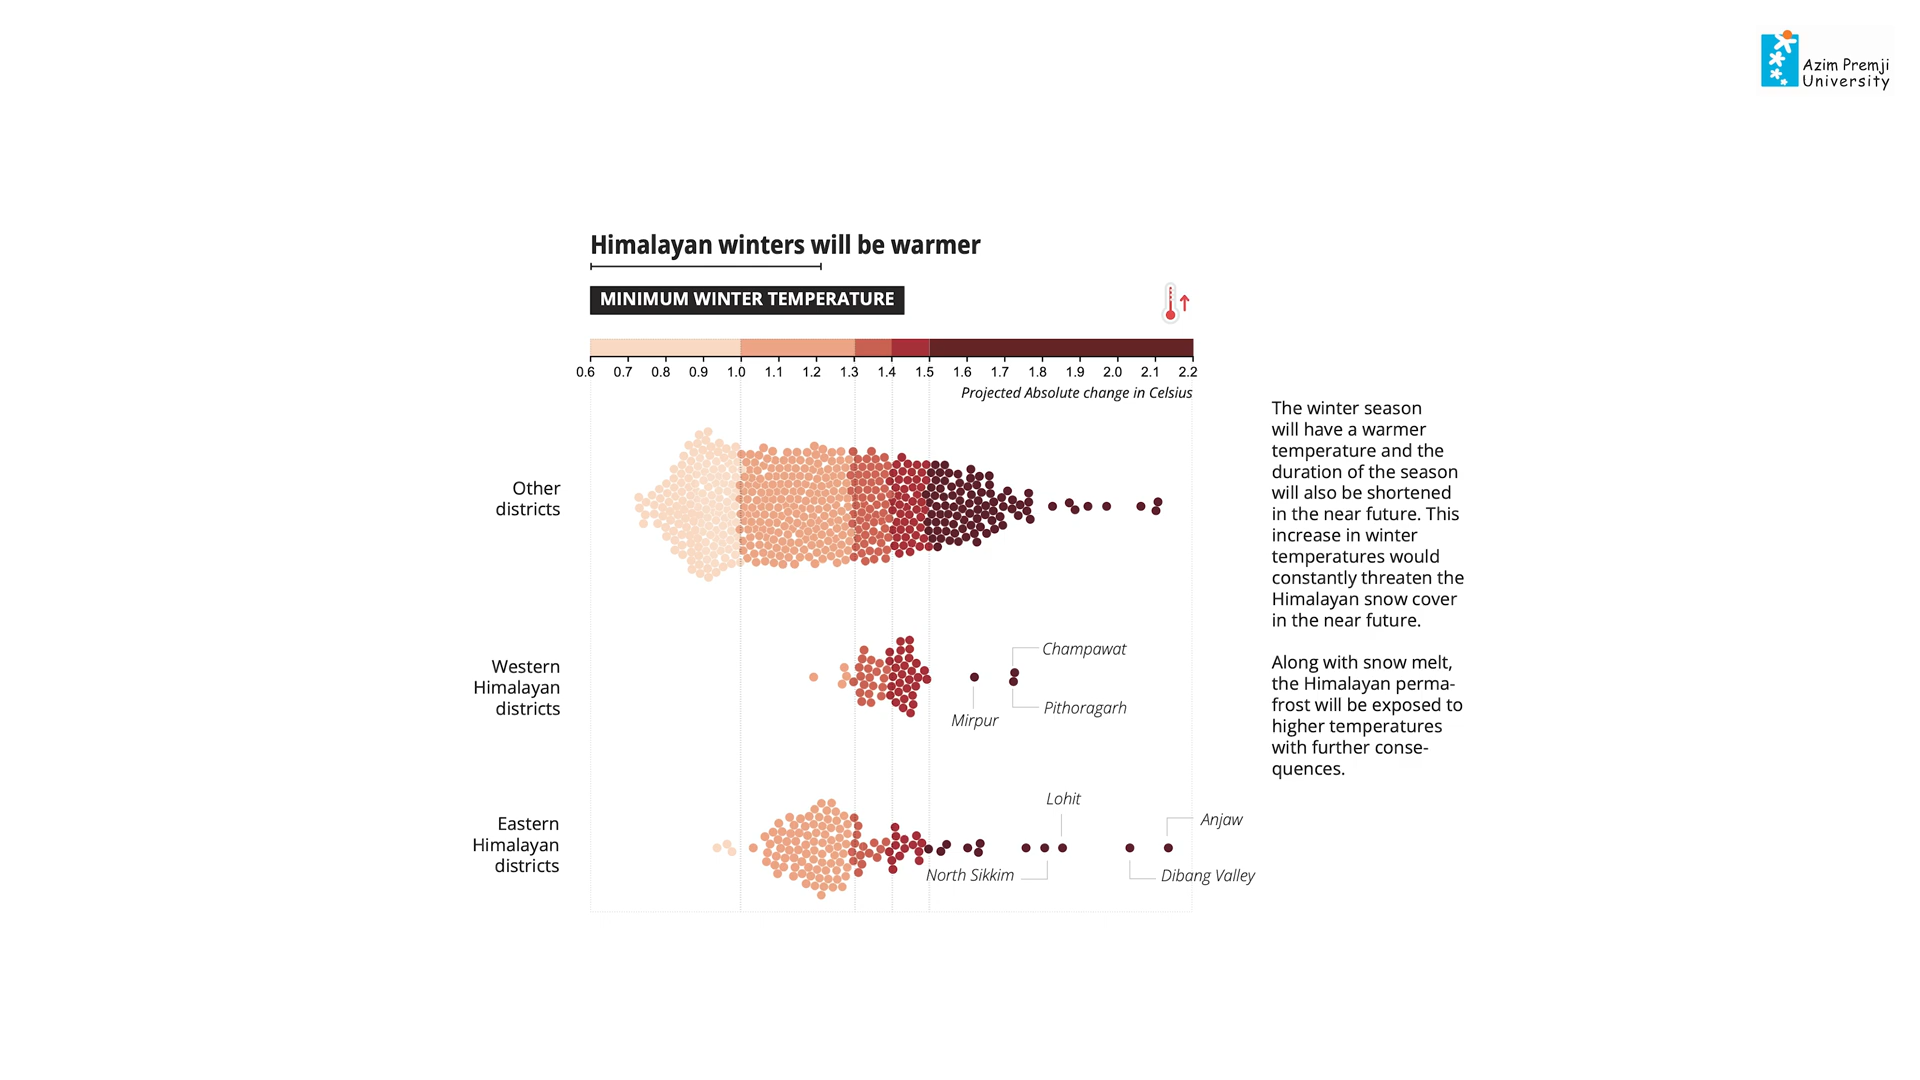 Azim Premji
University
Himalayan winters will be warmer
MINIMUM WINTER TEMPERATURE
0.6 0.7 0.8 0.9 1.0 1.1 1.2 1.3 1.4 1.5 1.6 1.7 1.8 1.9 2.0 2.1 2.2
Projected Absolute change in Celsius
Other
districts
Western
Himalayan
districts
Champawat
Mirpur
Pithoragarh
Eastern
Himalayan
districts
Lohit
Anjaw
North Sikkim
Dibang Valley
The winter season
will have a warmer
temperature and the
duration of the season
will also be shortened
in the near future. This
increase in winter
temperatures would
constantly threaten the
Himalayan snow cover
in the near future.
Along with snow melt,
the Himalayan perma-
frost will be exposed to
higher temperatures
with further conse-
quences.